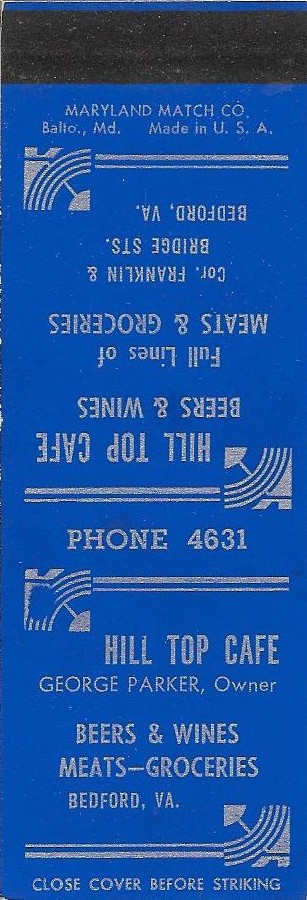 MARYLAND MATCH CO.
Balto., Md. Made in U. S. A.
HILL TOP CAFE
BEERS & WINES
Full Lines of
MEATS & GROCERIES
Cor. FRANKLIN &
BRIDGE STS.
BEDFORD, VA.
PHONE 4631
HILL TOP CAFE
GEORGE PARKER, Owner
BEERS & WINES
MEATS-GROCERIES
BEDFORD, VA.
CLOSE COVER BEFORE STRIKING